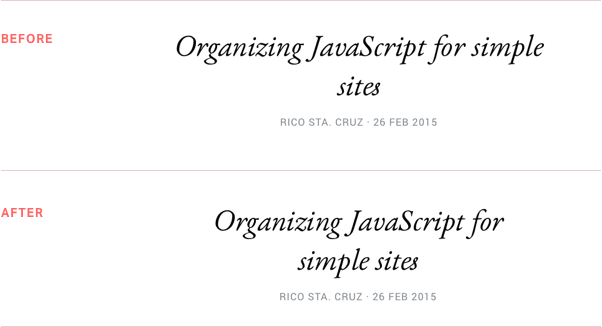 BEFORE
Organizing JavaScript for simple
sites
RICO STA. CRUZ · 26 FEB 2015
AFTER
Organizing JavaScript for
simple sites
RICO STA. CRUZ · 26 FEB 2015